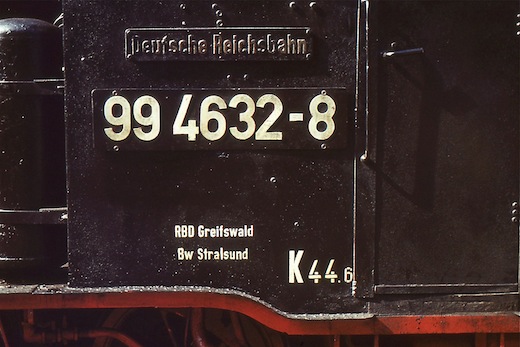 Deutsche Reichsbahn
99 4632-8
RBD Greifswald
Bw Stralsund
K 44.6